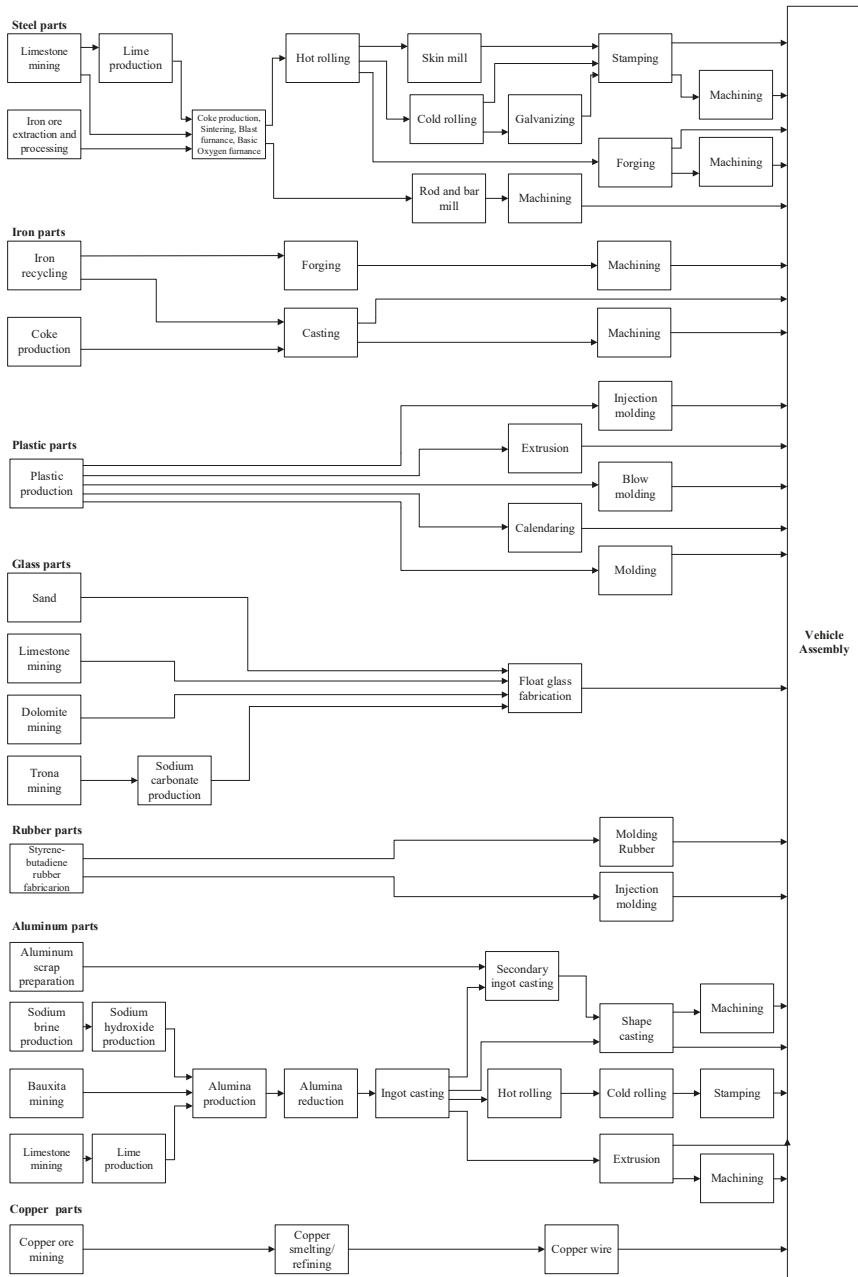 Steel parts
Limestone
mining
Lime
production
Hot rolling
Skin mill
Stamping
Machining
Iron ore
extraction and
processing
Coke production,
Sintering, Blast
furnance, Basic
Oxygen furnance
Cold rolling
Galvanizing
Forging
Machining
Rod and bar
mill
Machining
Iron parts
Iron
recycling
Forging
Machining
Coke
production
Casting
Machining
Plastic parts
Plastic
production
Injection
molding
Extrusion
Blow
molding
Calendaring
Molding
Glass parts
Sand
Limestone
mining
Dolomite
mining
Trona
mining
Sodium
carbonate
production
Float glass
fabrication
Vehicle
Assembly
Rubber parts
Styrene-
butadiene
rubber
fabricarion
Molding
Rubber
Injection
molding
Aluminum parts
Aluminum
scrap
preparation
Secondary
ingot casting
Sodium
brine
production
Sodium
hydroxide
production
Shape
casting
Machining
Bauxita
mining
Alumina
production
Alumina
reduction
Ingot casting
Hot rolling
Cold rolling
Stamping
Limestone
mining
Lime
production
Extrusion
Machining
Copper parts
Copper ore
mining
Copper
smelting/
refining
Copper wire